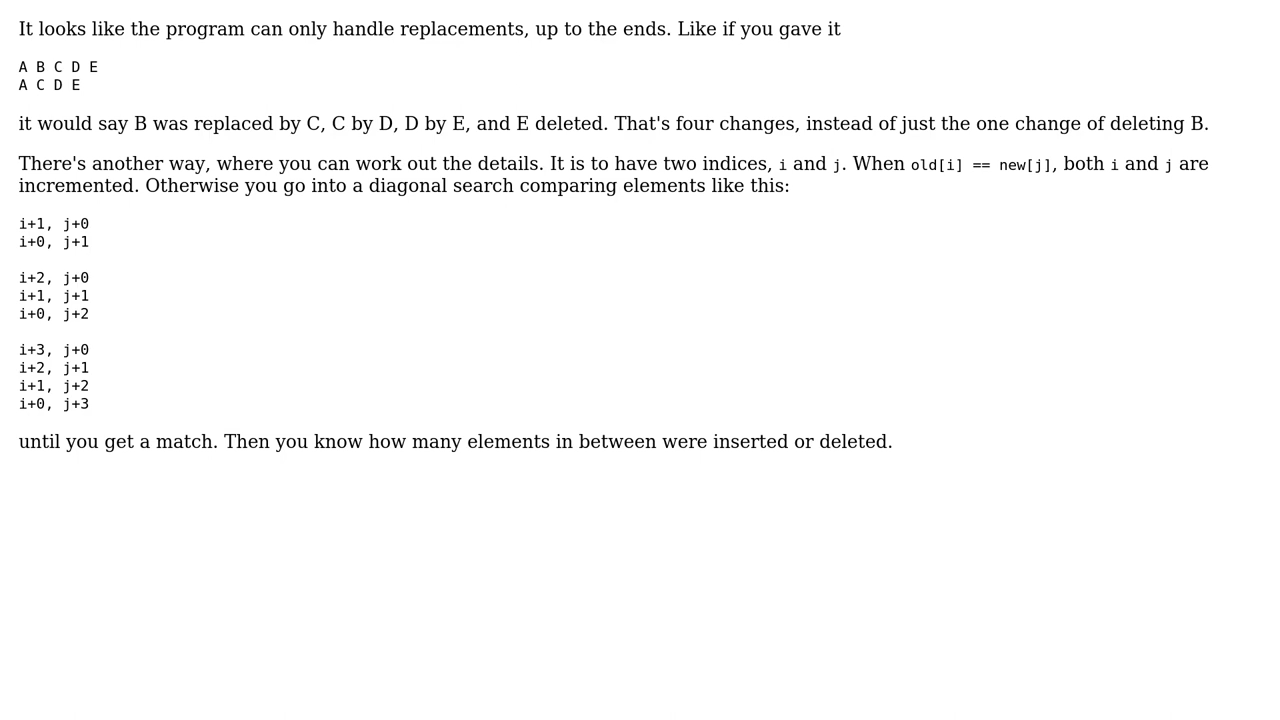 It looks like the program can only handle replacements, up to the ends. Like if you gave it
A B C D E
A C D E
it would say B was replaced by C, C by D, D by E, and E deleted. That's four changes, instead of just the one change of deleting B.
There's another way, where you can work out the details. It is to have two indices, i and j. When old[i] == new[j], both i and j are
incremented. Otherwise you go into a diagonal search comparing elements like this:
i+1, j+0
i+0, j+1
i+2, j+0
i+1, j+1
i+0, j+2
i+3, j+0
i+2, j+1
i+1, j+2
i+0, j+3
until you get a match. Then you know how many elements in between were inserted or deleted.